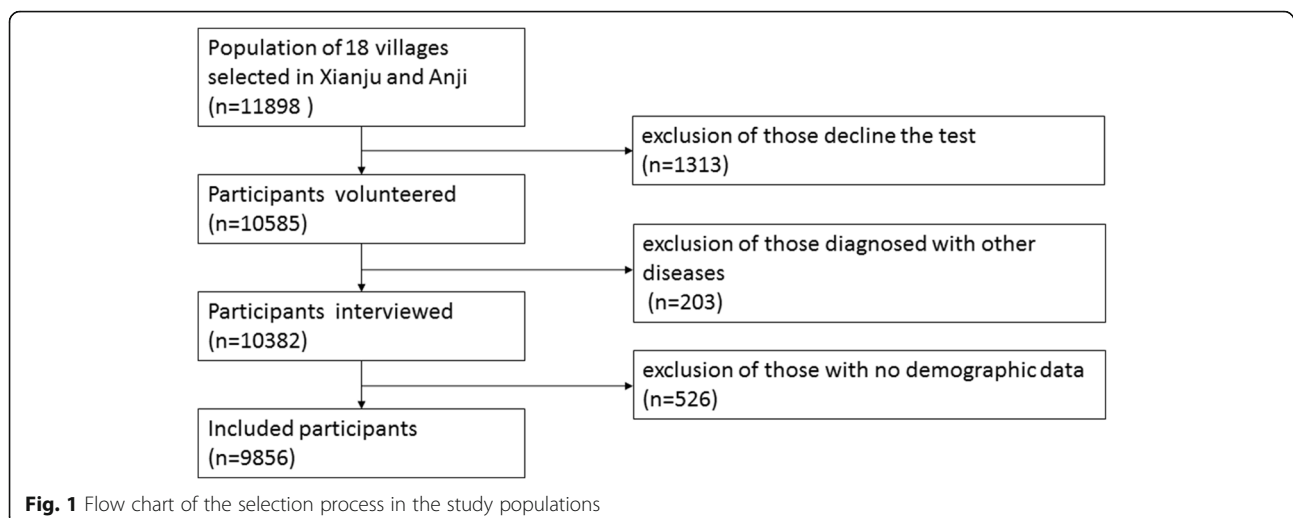 Population of 18 villages
selected in Xianju and Anji
(n=11898 )
exclusion of those decline the test
(n=1313)
Participants volunteered
(n=10585)
exclusion of those diagnosed with other
diseases
(n=203)
Participants interviewed
(n=10382)
exclusion of those with no demographic data
(n=526)
Included participants
(n=9856)
Fig. 1 Flow chart of the selection process in the study populations